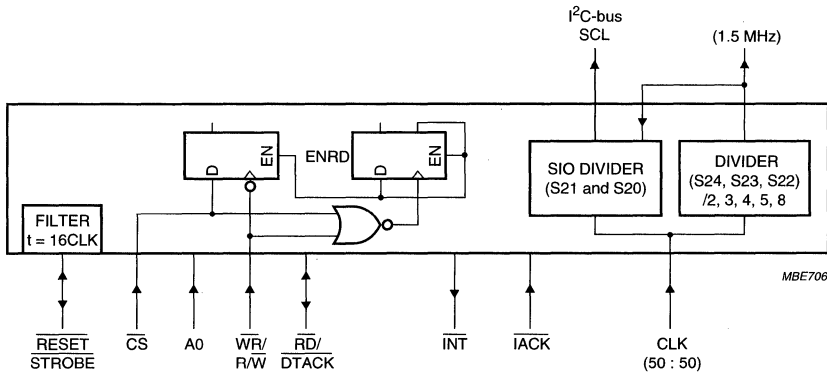 I²C-bus
SCL
(1.5 MHz)
D
EN
ENRD
D
EN
SIO DIVIDER
(S21 and S20)
DIVIDER
(S24, S23, S22)
/2, 3, 4, 5, 8
FILTER
t = 16CLK
MBE706
RESET
STROBE
CS
A0
WR/
R/W
RD/
DTACK
INT
IACK
CLK
(50 : 50)